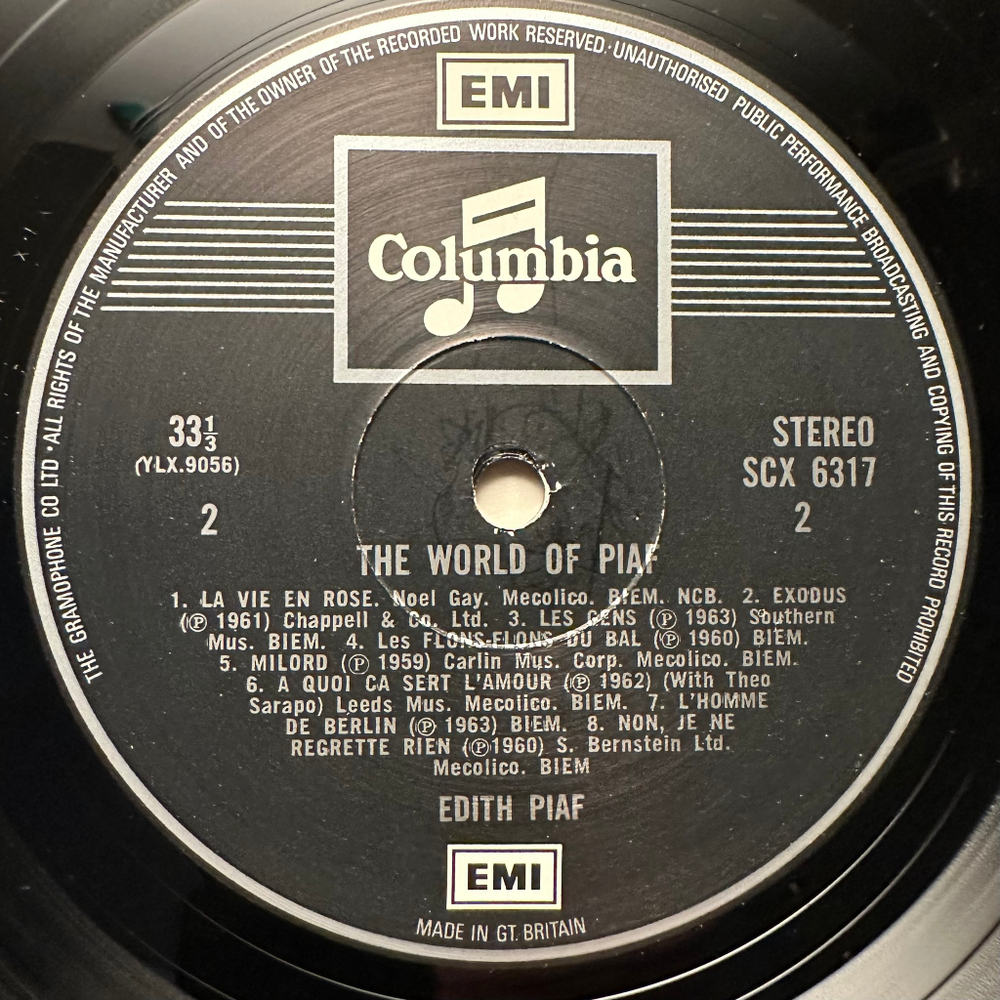 THE GRAMOPHONE CO LTD · ALL RIGHTS OF THE MANUFACTURER AND OF THE OWNER OF THE RECORDED WORK RESERVED · UNAUTHORISED PUBLIC PERFORMANCE BROADCASTING AND COPYING OF THIS RECORD PROHIBITED
EMI
Columbia
33⅓
(YLX.9056)
2
STEREO
SCX 6317
2
THE WORLD OF PIAF
1. LA VIE EN ROSE. Noel Gay. Mecolico. BIEM. NCB. 2. EXODUS
(℗ 1961) Chappell & Co. Ltd. 3. LES GENS (℗ 1963) Southern
Mus. BIEM. 4. Les FLONS-FLONS DU BAL (℗ 1960) BIEM.
5. MILORD (℗ 1959) Carlin Mus. Corp. Mecolico. BIEM.
6. A QUOI CA SERT L'AMOUR (℗ 1962) (With Theo
Sarapo) Leeds Mus. Mecolico. BIEM. 7. L'HOMME
DE BERLIN (℗ 1963) BIEM. 8. NON, JE NE
REGRETTE RIEN (℗1960) S. Bernstein Ltd.
Mecolico. BIEM
EDITH PIAF
EMI
MADE IN GT. BRITAIN